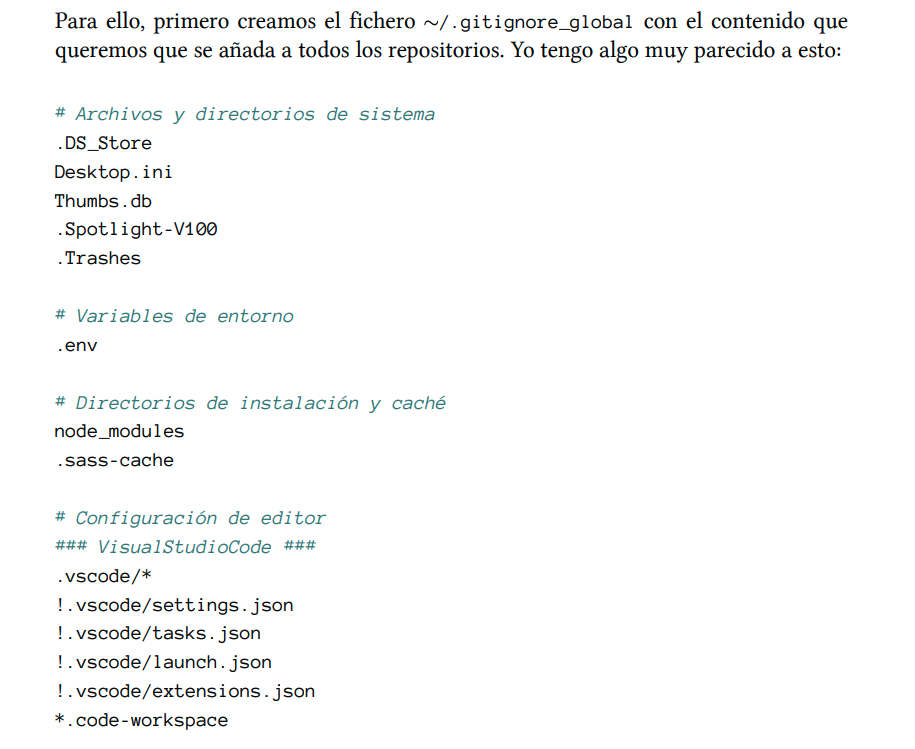 Para ello, primero creamos el fichero ~/.gitignore_global con el contenido que
queremos que se añada a todos los repositorios. Yo tengo algo muy parecido a esto:
# Archivos y directorios de sistema
.DS_Store
Desktop.ini
Thumbs.db
.Spotlight-V100
.Trashes
# Variables de entorno
.env
# Directorios de instalación y caché
node_modules
.sass-cache
# Configuración de editor
### VisualStudioCode ###
.vscode/*
!.vscode/settings.json
!.vscode/tasks.json
!.vscode/launch.json
!.vscode/extensions.json
*.code-workspace